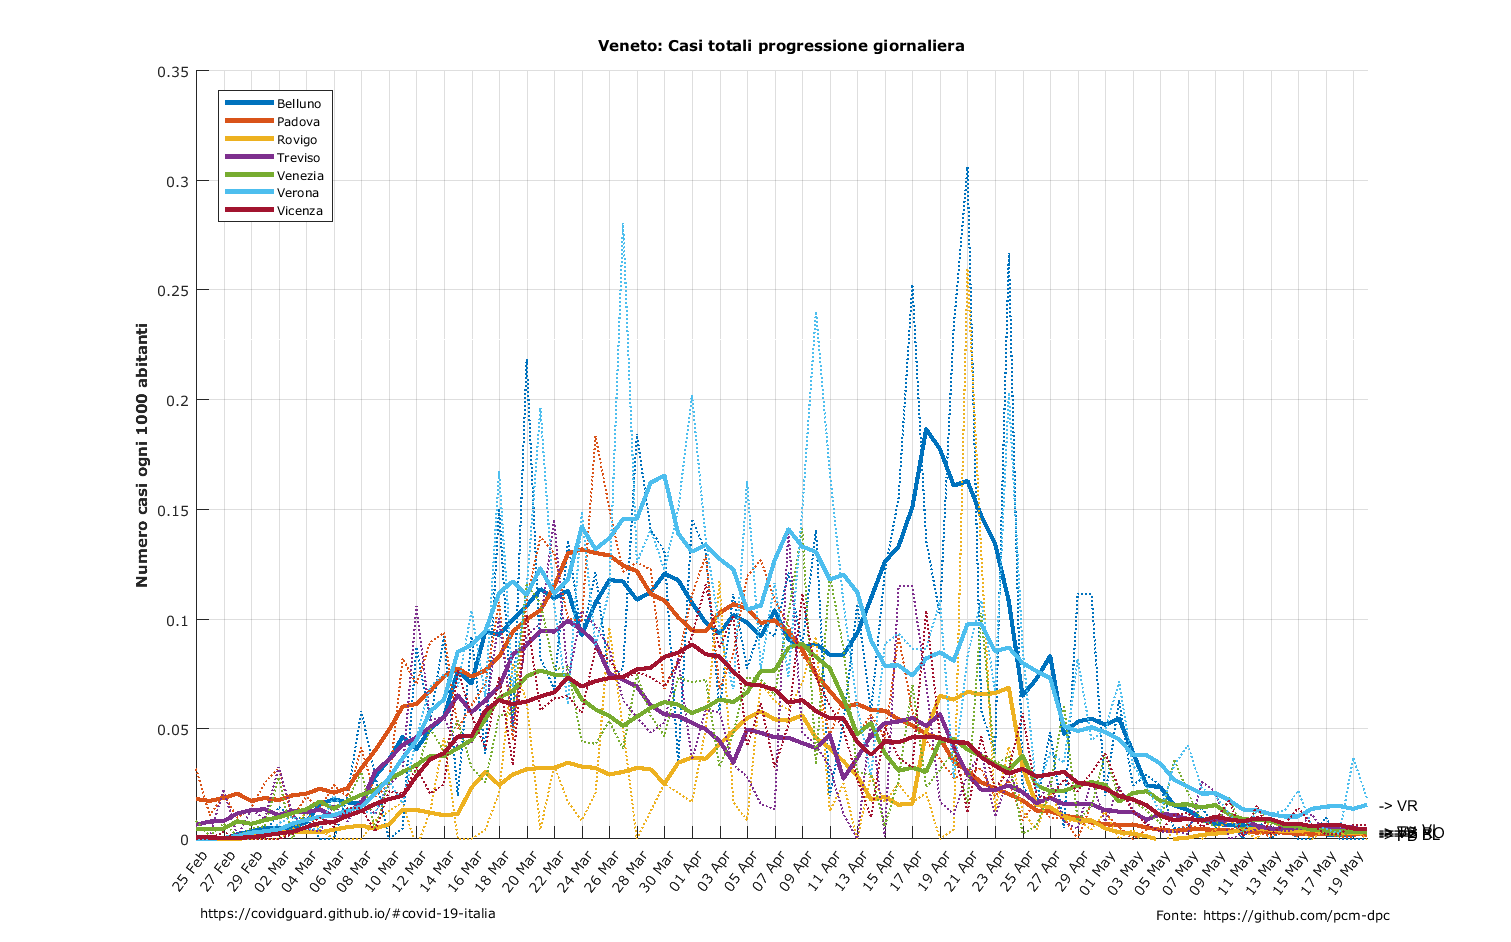 Veneto: Casi totali progressione giornaliera
Numero casi ogni 1000 abitanti
0.35
0.3
0.25
0.2
0.15
0.1
0.05
0
Belluno
Padova
Rovigo
Treviso
Venezia
Verona
Vicenza
-> VR
25 Feb
27 Feb
29 Feb
02 Mar
04 Mar
06 Mar
08 Mar
10 Mar
12 Mar
14 Mar
16 Mar
18 Mar
20 Mar
22 Mar
24 Mar
26 Mar
28 Mar
30 Mar
01 Apr
03 Apr
05 Apr
07 Apr
09 Apr
11 Apr
13 Apr
15 Apr
17 Apr
19 Apr
21 Apr
23 Apr
25 Apr
27 Apr
29 Apr
01 May
03 May
05 May
07 May
09 May
11 May
13 May
15 May
17 May
19 May
https://covidguard.github.io/#covid-19-italia
Fonte: https://github.com/pcm-dpc